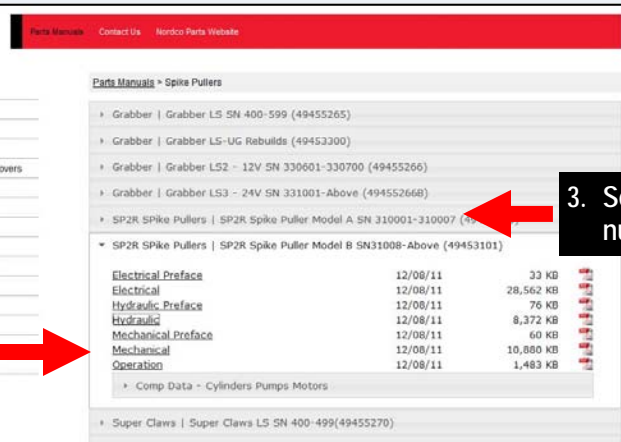 Parts Manuals Contact Us Nordco Parts Website
Parts Manuals > Spike Pullers
Grabber | Grabber LS SN 400-599 (49455265)
Grabber | Grabber LS-UG Rebuilds (49453300)
overs
Grabber | Grabber LS2 - 12V SN 330601-330700 (49455266)
Grabber | Grabber LS3 - 24V SN 331001-Above (49455266B)
3. Se
SP2R SPike Pullers | SP2R Spike Puller Model A SN 310001-310007
nu
SP2R SPike Pullers | SP2R Spike Puller Model B SN31008-Above (49453101)
Electrical Preface 12/08/11 33 KB
Electrical 12/08/11 28,562 KB
Hydraulic Preface 12/08/11 76 KB
Hydraulic 12/08/11 8,372 KB
Mechanical Preface 12/08/11 60 KB
Mechanical 12/08/11 10,880 KB
Operation 12/08/11 1,483 KB
Comp Data - Cylinders Pumps Motors
Super Claws | Super Claws LS SN 400-499(49455270)